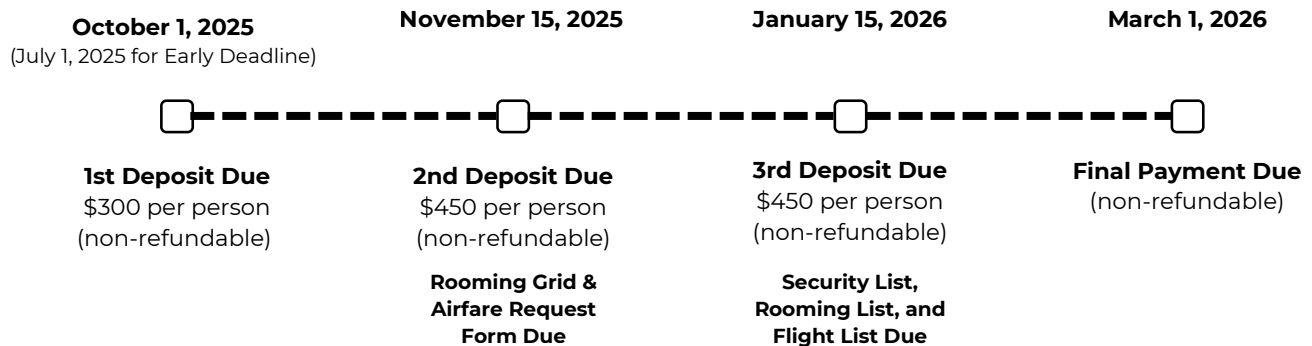 October 1, 2025
(July 1, 2025 for Early Deadline)
November 15, 2025
January 15, 2026
March 1, 2026
1st Deposit Due
$300 per person
(non-refundable)
2nd Deposit Due
$450 per person
(non-refundable)
Rooming Grid &
Airfare Request
Form Due
3rd Deposit Due
$450 per person
(non-refundable)
Security List,
Rooming List, and
Flight List Due
Final Payment Due
(non-refundable)